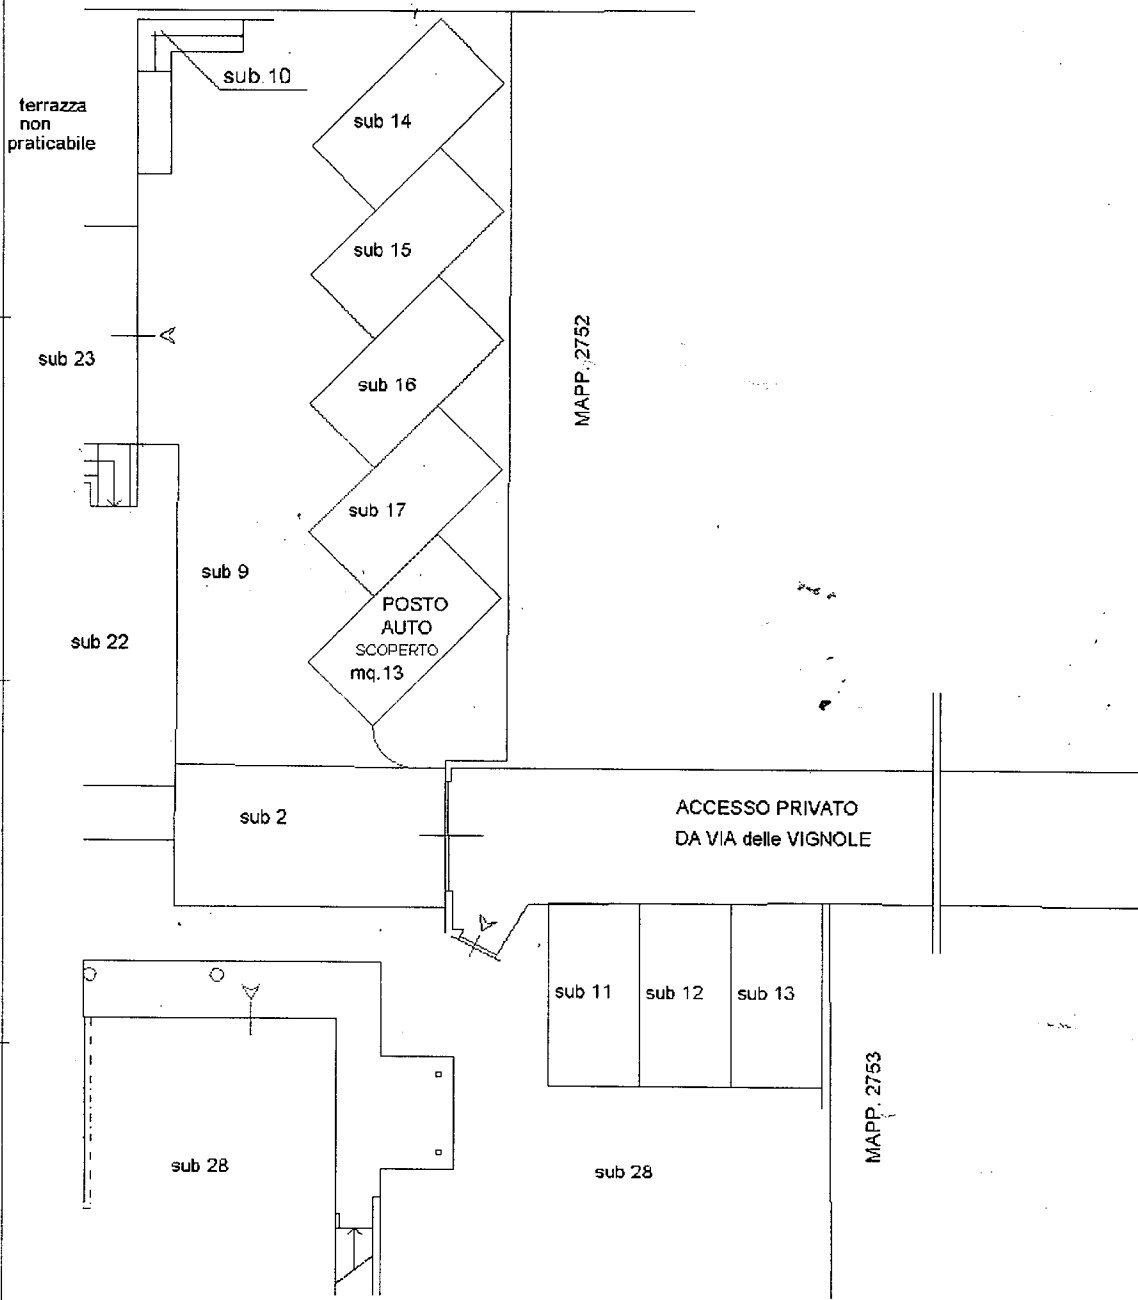 sub 10
terrazza
non
praticabile
sub 14
sub 15
MAPP. 2752
sub 23
sub 16
sub 17
sub 9
POSTO
AUTO
SCOPERTO
mq.13
sub 22
sub 2
ACCESSO PRIVATO
DA VIA delle VIGNOLE
sub 11
sub 12
sub 13
MAPP. 2753
sub 28
sub 28